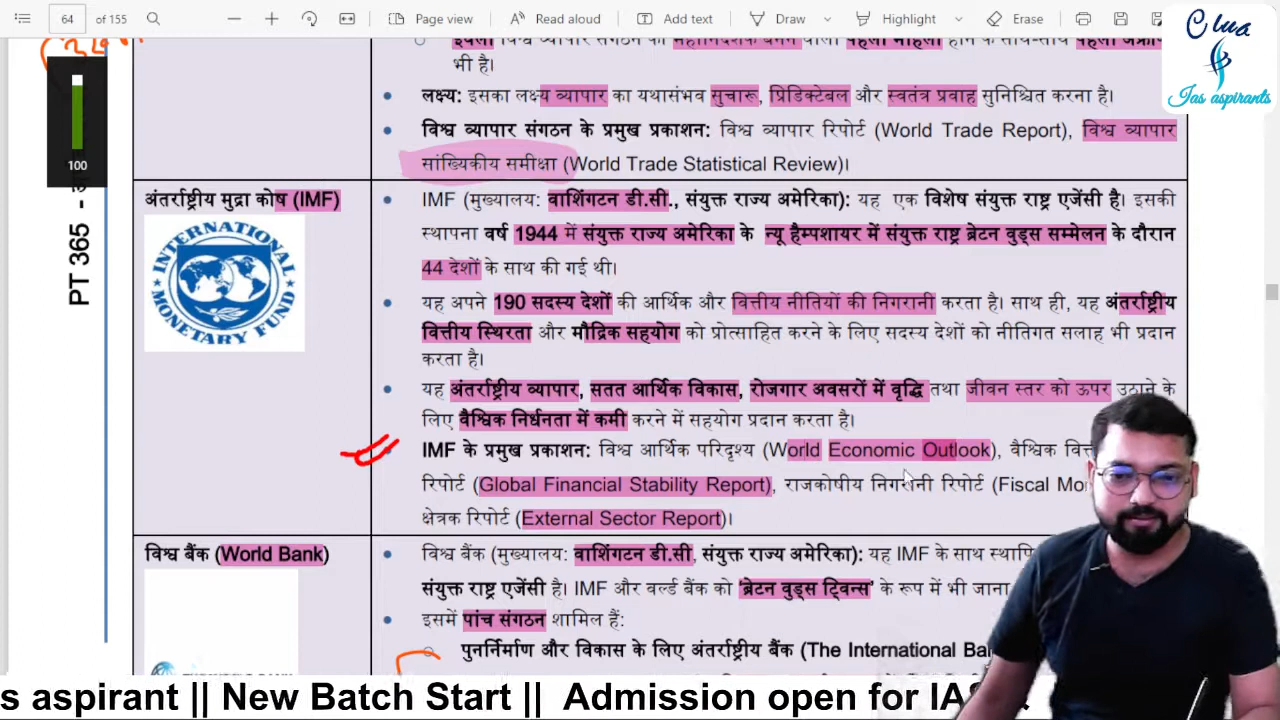 64 of 155 Page view Read aloud Add text Draw Highlight Erase
Clua
Ias aspirants
भी है।
100
लक्ष्य: इसका लक्ष्य व्यापार का यथासंभव सुचारू, प्रिडिक्टेबल और स्वतंत्र प्रवाह सुनिश्चित करना है।
विश्व व्यापार संगठन के प्रमुख प्रकाशन: विश्व व्यापार रिपोर्ट (World Trade Report), विश्व व्यापार
सांख्यिकीय समीक्षा (World Trade Statistical Review)।
PT 365 -
अंतर्राष्ट्रीय मुद्रा कोष (IMF)
INTERNATIONAL MONETARY FUND
IMF (मुख्यालय: वाशिंगटन डी.सी., संयुक्त राज्य अमेरिका): यह एक विशेष संयुक्त राष्ट्र एजेंसी है। इसकी
स्थापना वर्ष 1944 में संयुक्त राज्य अमेरिका के न्यू हैम्पशायर में संयुक्त राष्ट्र ब्रेटन वुड्स सम्मेलन के दौरान
44 देशों के साथ की गई थी।
यह अपने 190 सदस्य देशों की आर्थिक और वित्तीय नीतियों की निगरानी करता है। साथ ही, यह अंतर्राष्ट्रीय
वित्तीय स्थिरता और मौद्रिक सहयोग को प्रोत्साहित करने के लिए सदस्य देशों को नीतिगत सलाह भी प्रदान
करता है।
यह अंतर्राष्ट्रीय व्यापार, सतत आर्थिक विकास, रोजगार अवसरों में वृद्धि तथा जीवन स्तर को ऊपर उठाने के
लिए वैश्विक निर्धनता में कमी करने में सहयोग प्रदान करता है।
IMF के प्रमुख प्रकाशन: विश्व आर्थिक परिदृश्य (World Economic Outlook), वैश्विक
रिपोर्ट (Global Financial Stability Report), राजकोषीय निगरानी रिपोर्ट (Fiscal
क्षेत्रक रिपोर्ट (External Sector Report)।
विश्व बैंक (World Bank)
विश्व बैंक (मुख्यालय: वाशिंगटन डी.सी, संयुक्त राज्य अमेरिका): यह IMF के साथ
संयुक्त राष्ट्र एजेंसी है। IMF और वर्ल्ड बैंक को 'ब्रेटन वुड्स ट्विन्स' के रूप में भी जाना
इसमें पांच संगठन शामिल हैं:
पुनर्निर्माण और विकास के लिए अंतर्राष्ट्रीय बैंक (The International
s aspirant || New Batch Start || Admission open for IAS